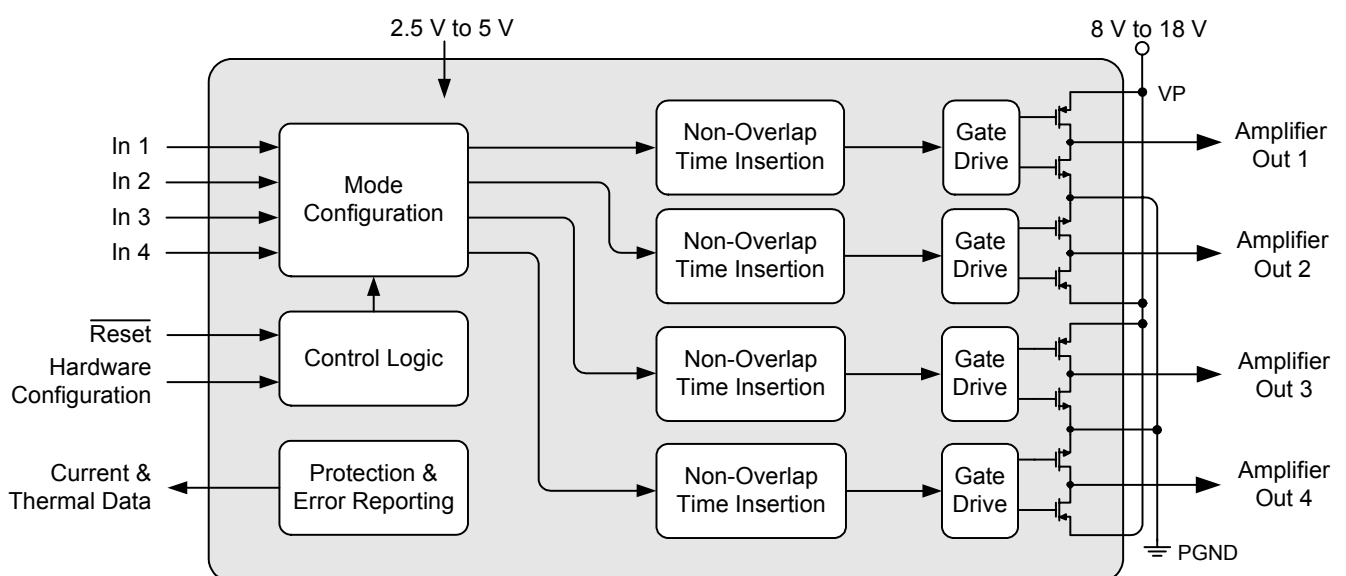 2.5 V to 5 V
8 V to 18 V
VP
In 1
In 2
In 3
In 4
Mode
Configuration
Non-Overlap
Time Insertion
Gate
Drive
Amplifier
Out 1
Non-Overlap
Time Insertion
Gate
Drive
Amplifier
Out 2
Reset
Hardware
Configuration
Control Logic
Non-Overlap
Time Insertion
Gate
Drive
Amplifier
Out 3
Current &
Thermal Data
Protection &
Error Reporting
Non-Overlap
Time Insertion
Gate
Drive
Amplifier
Out 4
PGND